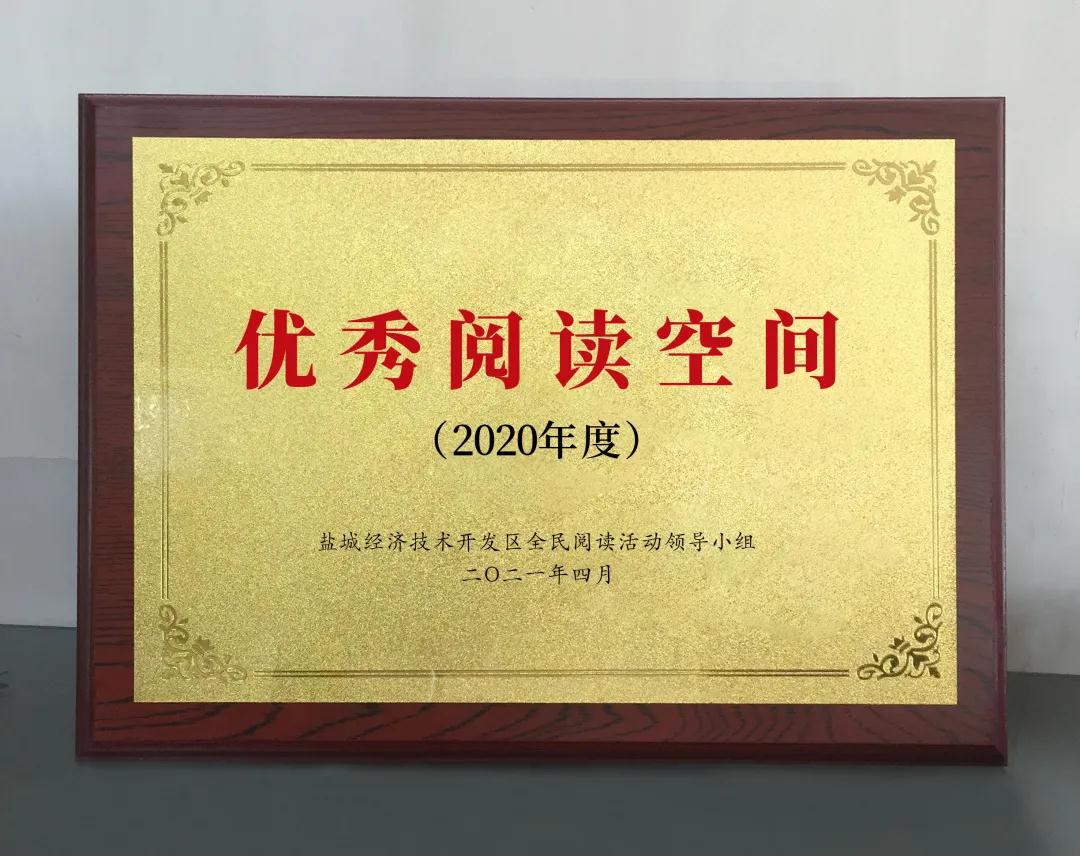 优秀阅读空间
（2020年度）
盐城经济技术开发区全民阅读活动领导小组
二〇二一年四月